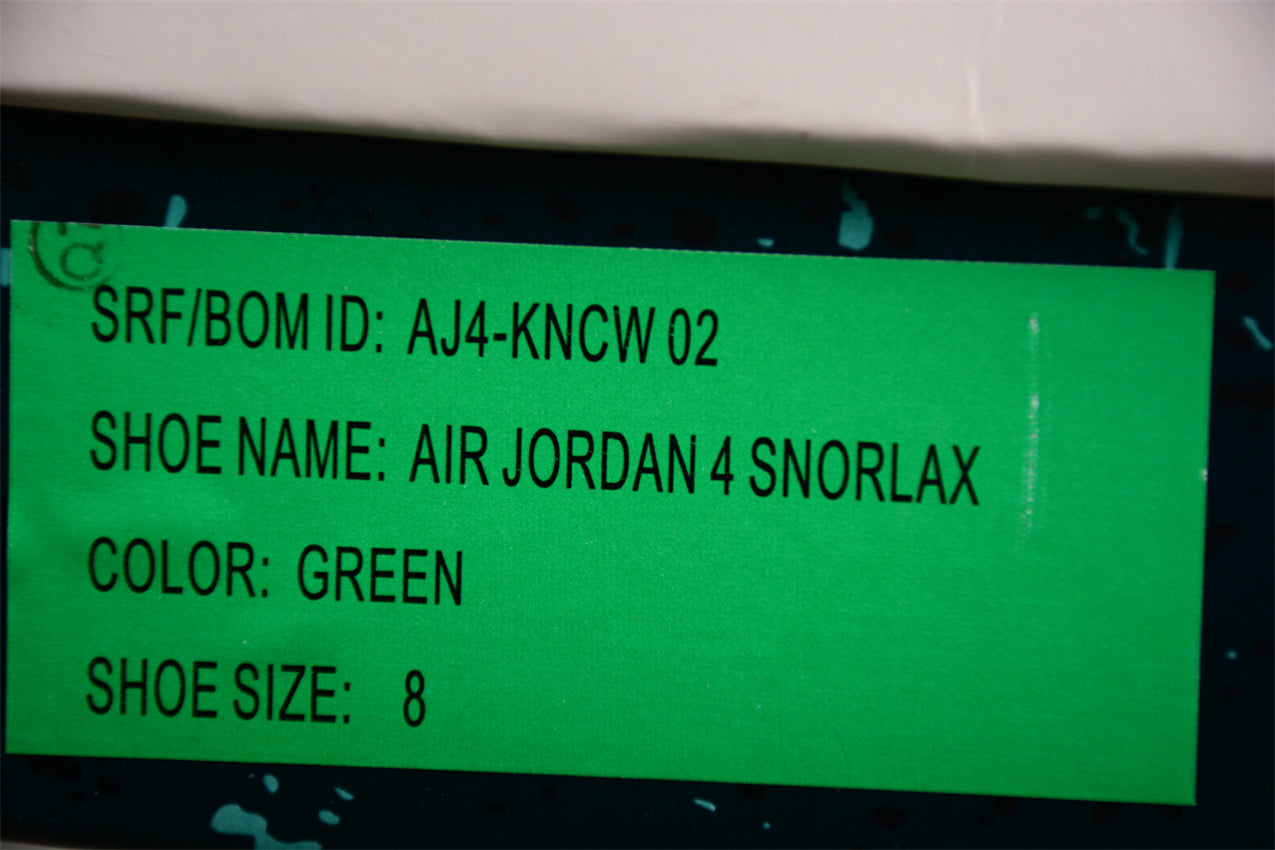 SRF/BOM ID: AJ4-KNCW 02
SHOE NAME: AIR JORDAN 4 SNORLAX
COLOR: GREEN
SHOE SIZE: 8